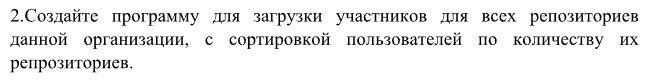 2.Создайте программу для загрузки участников для всех репозиториев
данной организации, с сортировкой пользователей по количеству их
репрозиториев.